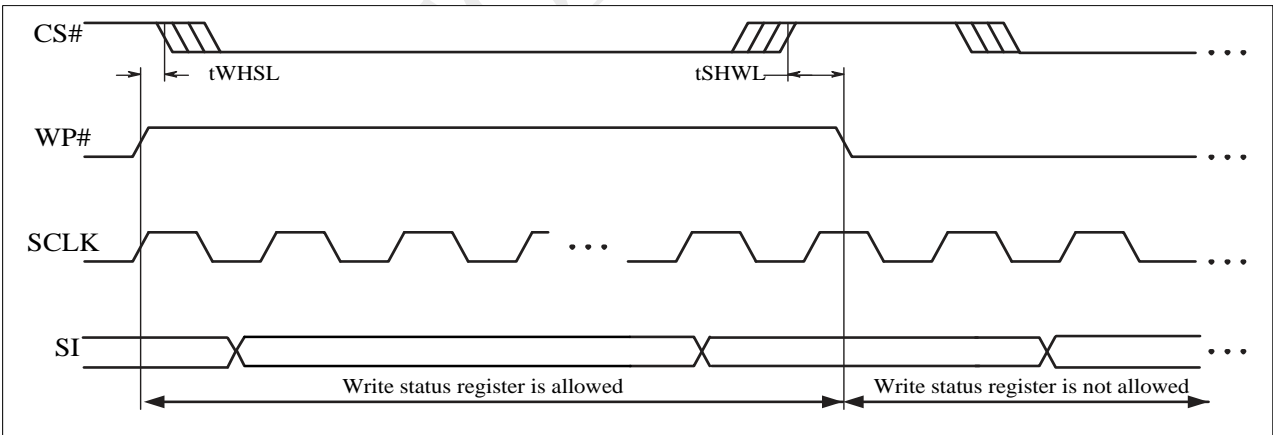 CS#
tWHSL
tSHWL
WP#
SCLK
SI
Write status register is allowed
Write status register is not allowed